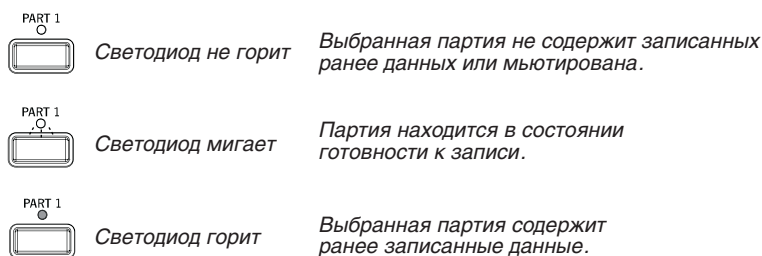 PART 1
Светодиод не горит
Выбранная партия не содержит записанных
ранее данных или мьютирована.
PART 1
Светодиод мигает
Партия находится в состоянии
готовности к записи.
PART 1
Светодиод горит
Выбранная партия содержит
ранее записанные данные.